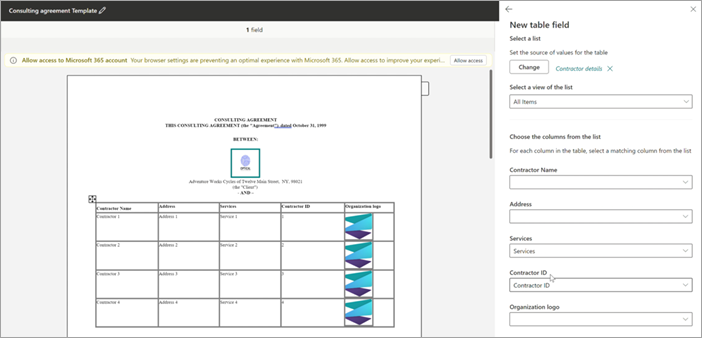 Consulting agreement Template
1 field
Allow access to Microsoft 365 account Your browser settings are preventing an optimal experience with Microsoft 365. Allow access to improve your experi... Allow access
CONSULTING AGREEMENT
THIS CONSULTING AGREEMENT (the "Agreement") dated October 31, 1999
BETWEEN:
Adventure Works Cycles of Twelve Main Street, NY. 98021
(the "Client")
- AND -
Contractor Name Address Services Contractor ID Organization logo
Contractor 1 Address 1 Service 1 1
Contractor 2 Address 2 Service 2 2
Contractor 3 Address 3 Service 3 3
Contractor 4 Address 4 Service 4 4
New table field
Select a list
Set the source of values for the table
Change Contractor details
Select a view of the list
All Items
Choose the columns from the list
For each column in the table, select a matching column from the list
Contractor Name
Address
Services
Services
Contractor ID
Contractor ID
Organization logo